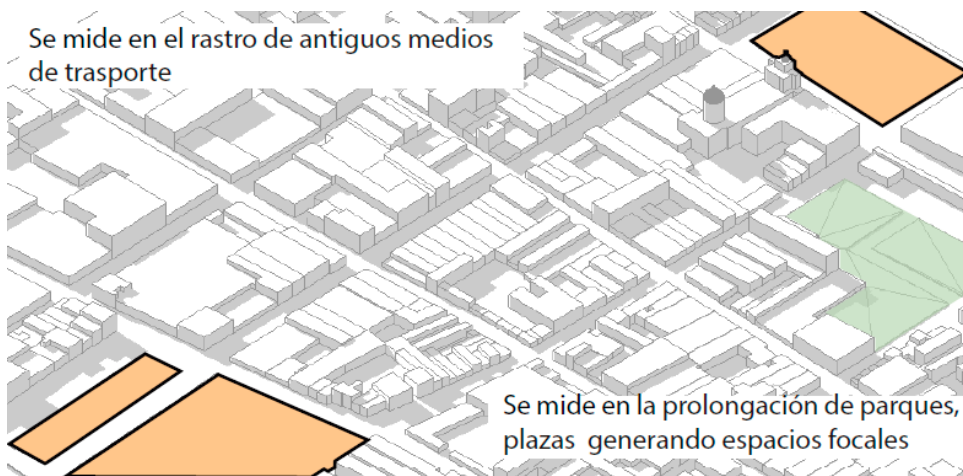 Se mide en el rastro de antiguos medios
de trasporte
Se mide en la prolongación de parques,
plazas  generando espacios focales